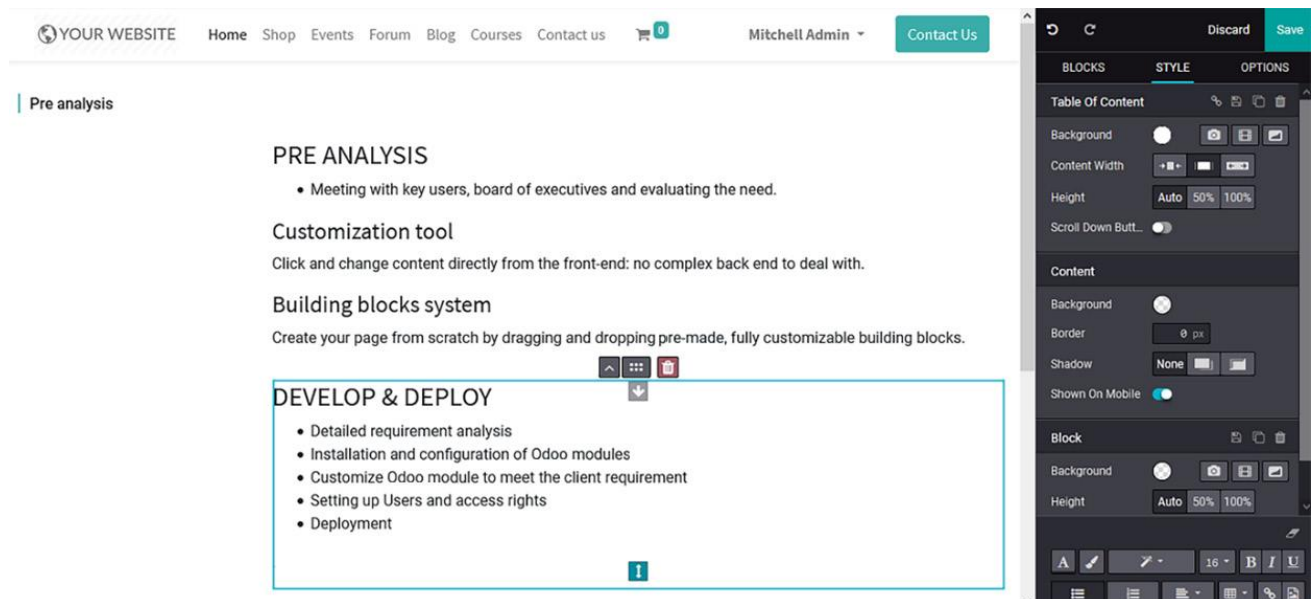 YOUR WEBSITE Home Shop Events Forum Blog Courses Contact us 0 Mitchell Admin Contact Us
Pre analysis
PRE ANALYSIS
• Meeting with key users, board of executives and evaluating the need.
Customization tool
Click and change content directly from the front-end: no complex back end to deal with.
Building blocks system
Create your page from scratch by dragging and dropping pre-made, fully customizable building blocks.
DEVELOP & DEPLOY
• Detailed requirement analysis
• Installation and configuration of Odoo modules
• Customize Odoo module to meet the client requirement
• Setting up Users and access rights
• Deployment
Discard Save
BLOCKS STYLE OPTIONS
Table Of Content
Background
Content Width
Height Auto 50% 100%
Scroll Down Butt...
Content
Background
Border 0 px
Shadow None
Shown On Mobile
Block
Background
Height Auto 50% 100%
A 16 B I U